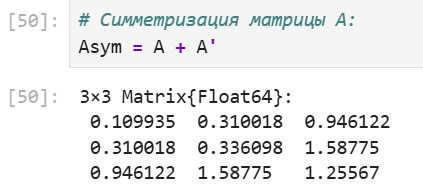 [50]: # Симметризация матрицы A:
Asym = A + A'
[50]: 3×3 Matrix{Float64}:
0.109935 0.310018 0.946122
0.310018 0.336098 1.58775
0.946122 1.58775 1.25567